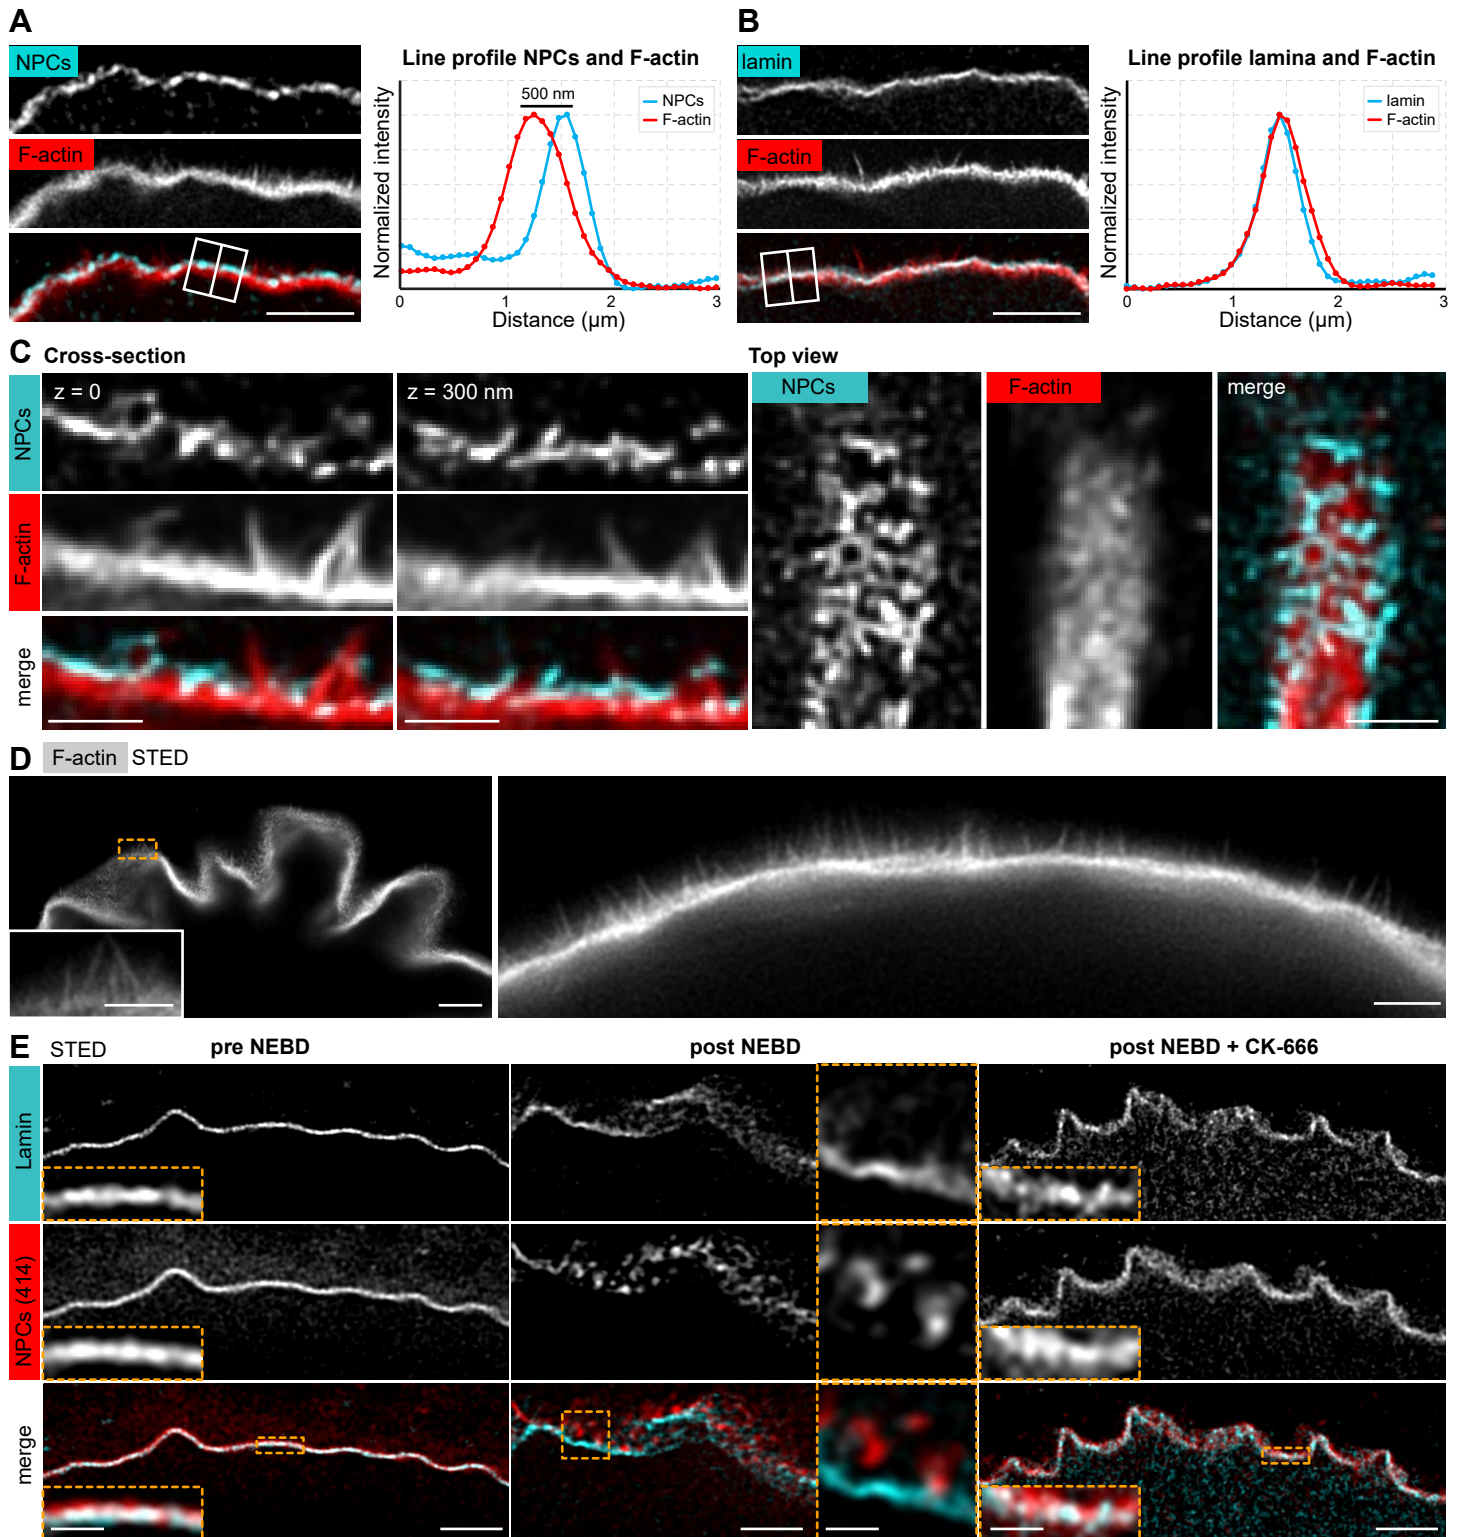 A
NPCs
F-actin
Line profile NPCs and F-actin
Normalized intensity
500 nm
NPCs
F-actin
0
1
2
3
Distance (µm)
B
lamin
F-actin
Line profile lamina and F-actin
Normalized intensity
lamin
F-actin
0
1
2
3
Distance (µm)
C
Cross-section
NPCs
F-actin
merge
z = 0
z = 300 nm
Top view
NPCs
F-actin
merge
D
F-actin STED
E
STED
pre NEBD
post NEBD
post NEBD + CK-666
Lamin
NPCs (414)
merge